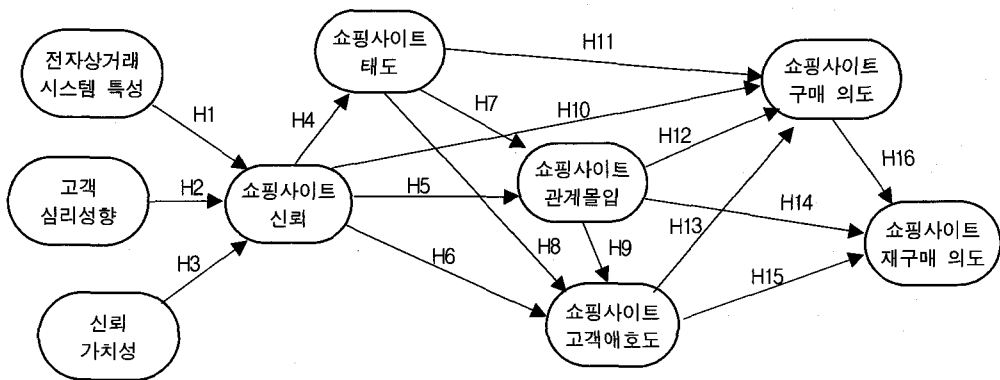 전자상거래
시스템 특성
고객
심리성향
신뢰
가치성
H1
H2
H3
쇼핑사이트
신뢰
쇼핑사이트
태도
H4
H5
H6
H7
H8
H9
H10
H11
쇼핑사이트
관계몰입
쇼핑사이트
고객애호도
H12
H13
H14
H15
쇼핑사이트
구매 의도
H16
쇼핑사이트
재구매 의도